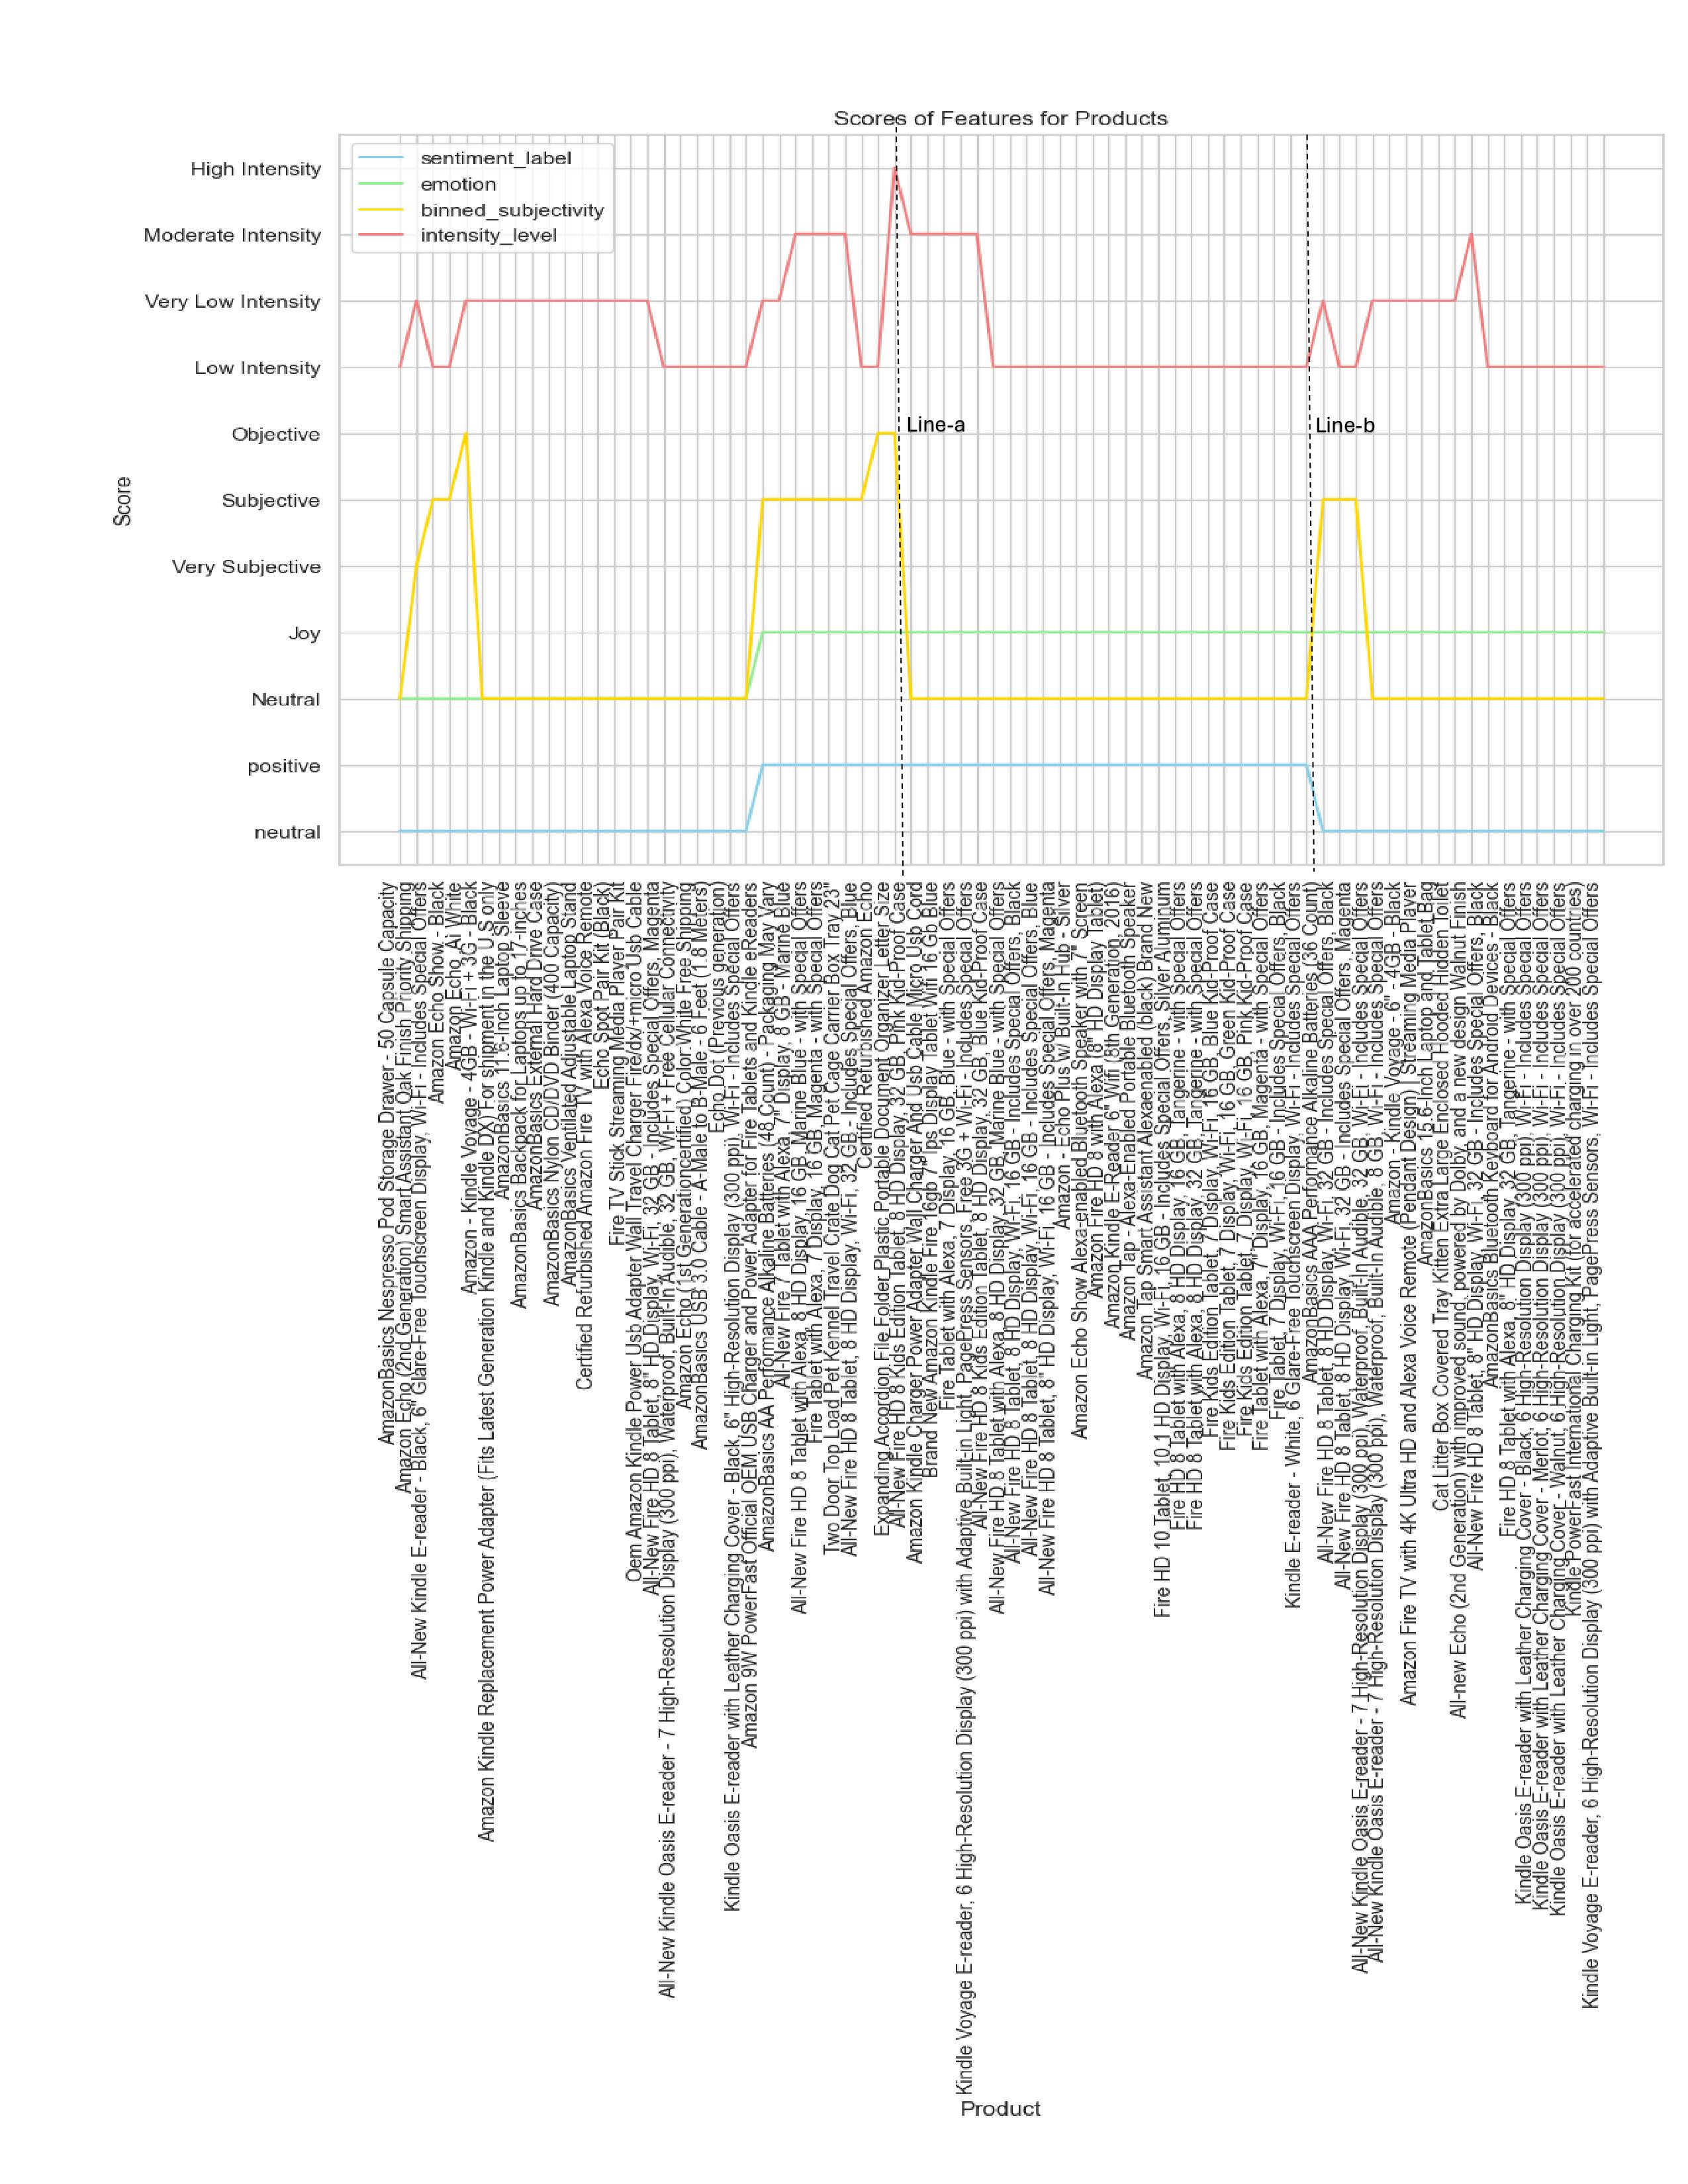 Scores of Features for Products
sentiment_label
emotion
binned_subjectivity
intensity_level
High Intensity
Moderate Intensity
Very Low Intensity
Low Intensity
Objective
Subjective
Very Subjective
Joy
Neutral
positive
neutral
Score
Line-a
Line-b
AmazonBasics Nespresso Pod Storage Drawer - 50 Capsule Capacity
Amazon Echo (2nd Generation) Smart Assistant Oak Finish Priority Shipping
All-New Kindle E-reader - Black, 6" Glare-Free Touchscreen Display, Wi-Fi - Includes Special Offers
Amazon Echo Show - Black
Amazon Echo, Ai White
Amazon - Kindle Voyage - 4GB - Wi-Fi + 3G - Black
Amazon Kindle Replacement Power Adapter (Fits Latest Generation Kindle and Kindle DX) For shipment in the U.S only
AmazonBasics 11.6-Inch Laptop Sleeve
AmazonBasics Backpack for Laptops up to 17-inches
AmazonBasics External Hard Drive Case
AmazonBasics Nylon CD/DVD Binder (400 Capacity)
AmazonBasics Ventilated Adjustable Laptop Stand
Certified Refurbished Amazon Fire TV with Alexa Voice Remote
Echo Spot Pair Kit (Black)
Fire TV Stick Streaming Media Player Pair Kit
Oem Amazon Kindle Power Usb Adapter Wall Travel Charger Fire/dx/+micro Usb Cable
All-New Fire HD 8 Tablet, 8" HD Display, Wi-Fi, 32 GB - Includes Special Offers, Magenta
All-New Kindle Oasis E-reader - 7 High-Resolution Display (300 ppi), Waterproof, Built-In Audible, 32 GB, Wi-Fi + Free Cellular Connectivity
Amazon Echo (1st Generationcertified) Color:White Free Shipping
AmazonBasics USB 3.0 Cable - A-Male to B-Male - 6 Feet (1.8 Meters)
Echo Dot (Previous generation)
Kindle Oasis E-reader with Leather Charging Cover - Black, 6" High-Resolution Display (300 ppi), Wi-Fi - Includes Special Offers
Amazon 9W PowerFast Official OEM USB Charger and Power Adapter for Fire Tablets and Kindle eReaders
AmazonBasics AA Performance Alkaline Batteries (48 Count) - Packaging May Vary
All-New Fire 7 Tablet with Alexa, 7" Display, 8 GB - Marine Blue
All-New Fire HD 8 Tablet with Alexa, 8 HD Display, 16 GB, Marine Blue - with Special Offers
Fire Tablet with Alexa, 7 Display, 16 GB, Magenta - with Special Offers
Two Door Top Load Pet Kennel Travel Crate Dog Cat Pet Cage Carrier Box Tray 23"
All-New Fire HD 8 Tablet, 8 HD Display, Wi-Fi, 32 GB - Includes Special Offers, Blue
Certified Refurbished Amazon Echo
Expanding Accordion File Folder Plastic Portable Document Organizer Letter Size
All-New Fire HD 8 Kids Edition Tablet, 8 HD Display, 32 GB, Pink Kid-Proof Case
Amazon Kindle Charger Power Adapter Wall Charger And Usb Cable Micro Usb Cord
Brand New Amazon Kindle Fire 16gb 7" Ips Display Tablet Wifi 16 Gb Blue
Fire Tablet with Alexa, 7 Display, 16 GB, Blue - with Special Offers
Kindle Voyage E-reader, 6 High-Resolution Display (300 ppi) with Adaptive Built-in Light, PagePress Sensors, Free 3G + Wi-Fi - Includes Special Offers
All-New Fire HD 8 Kids Edition Tablet, 8 HD Display, 32 GB, Blue Kid-Proof Case
All-New Fire HD 8 Tablet with Alexa, 8 HD Display, 32 GB, Marine Blue - with Special Offers
All-New Fire HD 8 Tablet, 8 HD Display, Wi-Fi, 16 GB - Includes Special Offers, Black
All-New Fire HD 8 Tablet, 8 HD Display, Wi-Fi, 16 GB - Includes Special Offers, Blue
All-New Fire HD 8 Tablet, 8" HD Display, Wi-Fi, 16 GB - Includes Special Offers, Magenta
Amazon - Echo Plus w/ Built-In Hub - Silver
Amazon Echo Show Alexa-enabled Bluetooth Speaker with 7" Screen
Amazon Fire HD 8 with Alexa (8" HD Display Tablet)
Amazon Kindle E-Reader 6" Wifi (8th Generation, 2016)
Amazon Tap - Alexa-Enabled Portable Bluetooth Speaker
Amazon Tap Smart Assistant Alexaenabled (black) Brand New
Fire HD 10 Tablet, 10.1 HD Display, Wi-Fi, 16 GB - Includes Special Offers, Silver Aluminum
Fire HD 8 Tablet with Alexa, 8 HD Display, 16 GB, Tangerine - with Special Offers
Fire HD 8 Tablet with Alexa, 8 HD Display, 32 GB, Tangerine - with Special Offers
Fire Kids Edition Tablet, 7 Display, Wi-Fi, 16 GB, Blue Kid-Proof Case
Fire Kids Edition Tablet, 7 Display, Wi-Fi, 16 GB, Green Kid-Proof Case
Fire Kids Edition Tablet, 7 Display, Wi-Fi, 16 GB, Pink Kid-Proof Case
Fire Tablet with Alexa, 7" Display, 16 GB, Magenta - with Special Offers
Fire Tablet, 7 Display, Wi-Fi, 16 GB - Includes Special Offers, Black
Kindle E-reader - White, 6 Glare-Free Touchscreen Display, Wi-Fi - Includes Special Offers
AmazonBasics AAA Performance Alkaline Batteries (36 Count)
All-New Fire HD 8 Tablet, 8 HD Display, Wi-Fi, 32 GB - Includes Special Offers, Black
All-New Fire HD 8 Tablet, 8 HD Display, Wi-Fi, 32 GB - Includes Special Offers, Magenta
All-New Kindle Oasis E-reader - 7 High-Resolution Display (300 ppi), Waterproof, Built-In Audible, 32 GB, Wi-Fi - Includes Special Offers
All-New Kindle Oasis E-reader - 7 High-Resolution Display (300 ppi), Waterproof, Built-In Audible, 8 GB, Wi-Fi - Includes Special Offers
Amazon - Kindle Voyage - 6" - 4GB - Black
Amazon Fire TV with 4K Ultra HD and Alexa Voice Remote (Pendant Design) | Streaming Media Player
AmazonBasics 15.6-Inch Laptop and Tablet Bag
Cat Litter Box Covered Tray Kitten Extra Large Enclosed Hooded Hidden Toilet
All-new Echo (2nd Generation) with improved sound, powered by Dolby, and a new design Walnut Finish
All-New Fire HD 8 Tablet, 8" HD Display, Wi-Fi, 32 GB - Includes Special Offers, Black
AmazonBasics Bluetooth Keyboard for Android Devices - Black
Fire HD 8 Tablet with Alexa, 8" HD Display, 32 GB, Tangerine - with Special Offers
Kindle Oasis E-reader with Leather Charging Cover - Black, 6 High-Resolution Display (300 ppi), Wi-Fi - Includes Special Offers
Kindle Oasis E-reader with Leather Charging Cover - Merlot, 6 High-Resolution Display (300 ppi), Wi-Fi - Includes Special Offers
Kindle Oasis E-reader with Leather Charging Cover - Walnut, 6 High-Resolution Display (300 ppi), Wi-Fi - Includes Special Offers
Kindle PowerFast International Charging Kit (for accelerated charging in over 200 countries)
Kindle Voyage E-reader, 6 High-Resolution Display (300 ppi) with Adaptive Built-in Light, PagePress Sensors, Wi-Fi - Includes Special Offers
Product